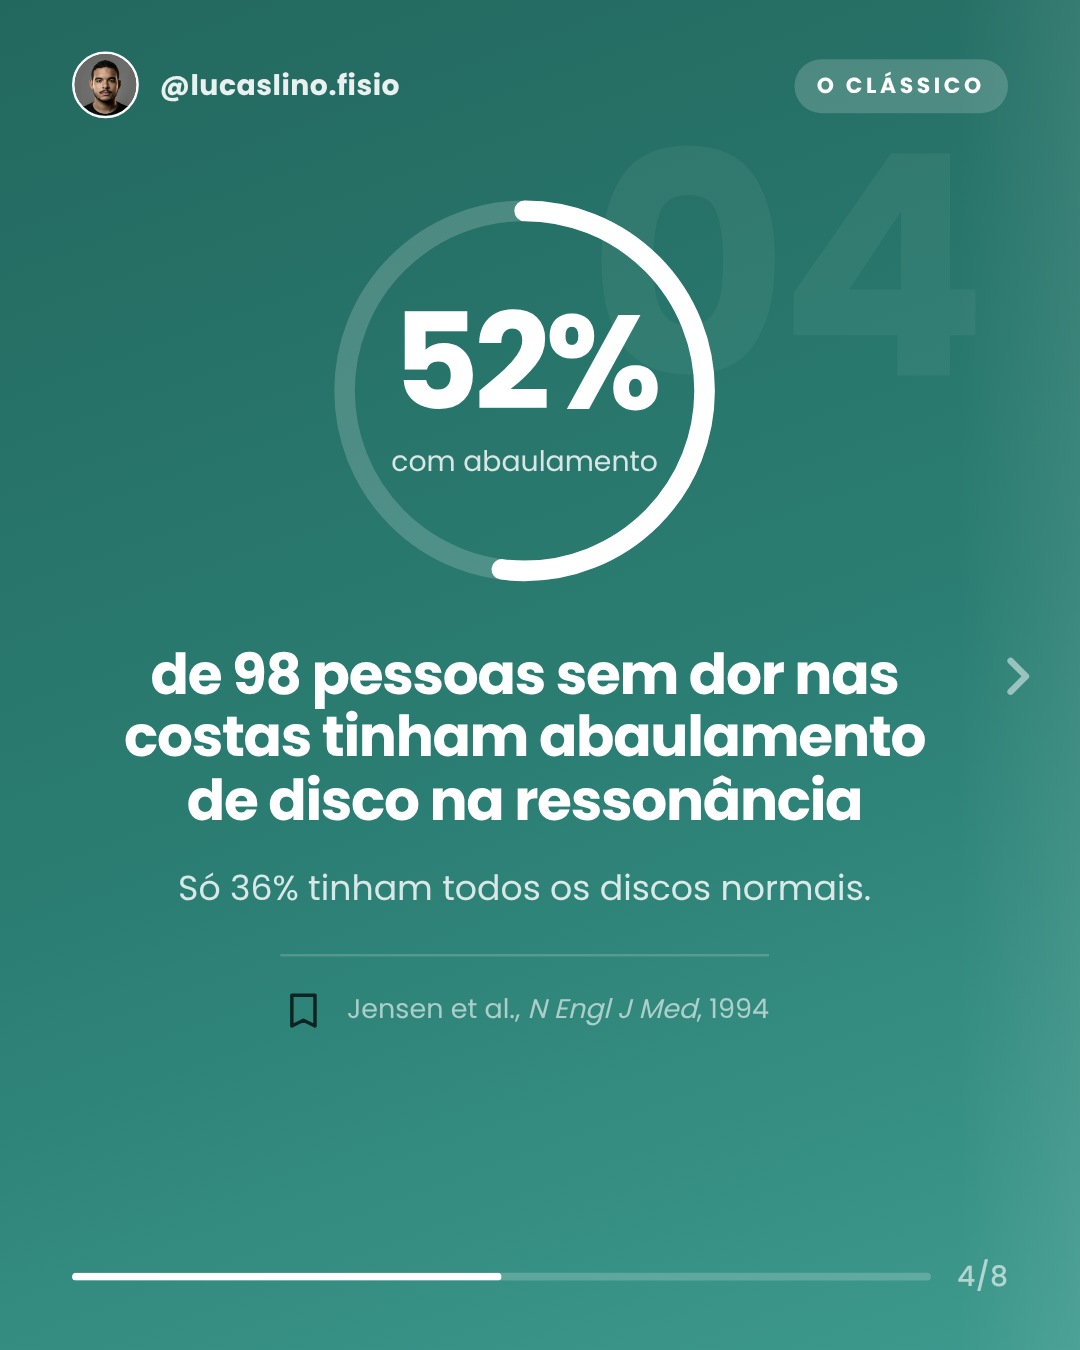 @lucaslino.fisio
O CLÁSSICO
04
52%
com abaulamento
de 98 pessoas sem dor nas
costas tinham abaulamento
de disco na ressonância
Só 36% tinham todos os discos normais.
Jensen et al., N Engl J Med, 1994
4/8